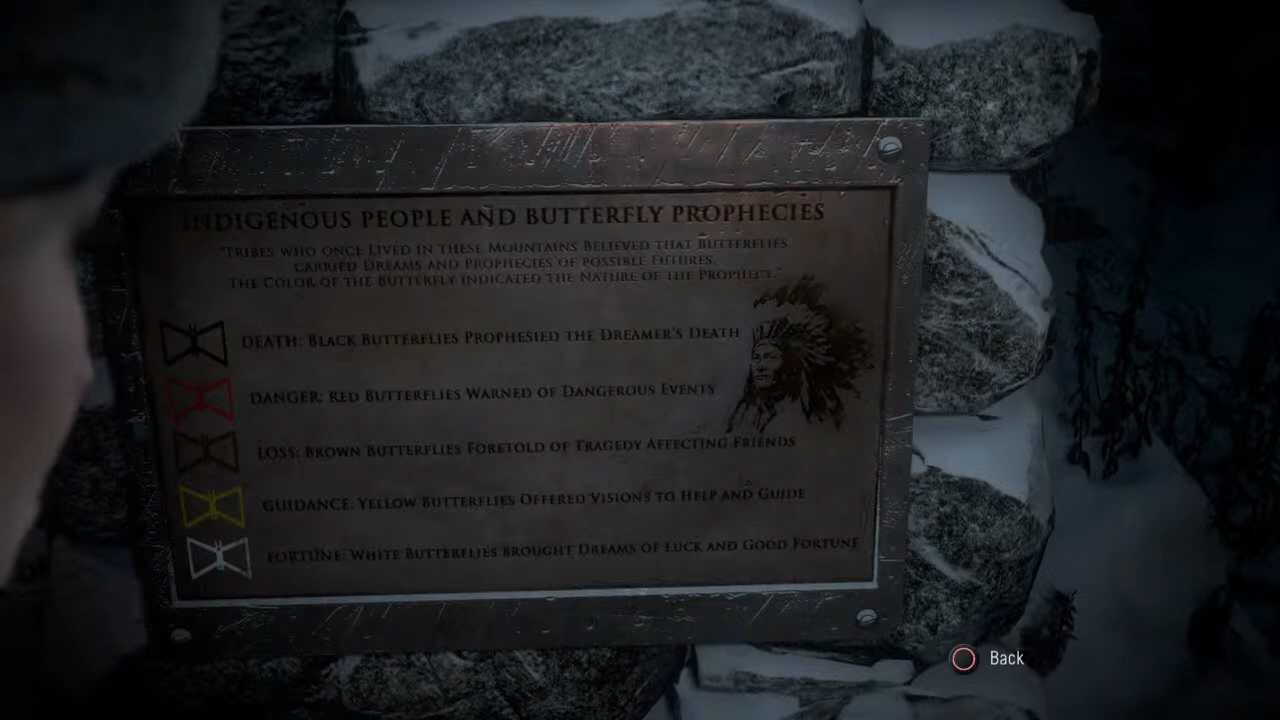 INDIGENOUS PEOPLE AND BUTTERFLY PROPHECIES
"TRIBES WHO ONCE LIVED IN THESE MOUNTAINS BELIEVED THAT BUTTERFLIES
CARRIED DREAMS AND PROPHECIES OF POSSIBLE FUTURES.
THE COLOR OF THE BUTTERFLY INDICATED THE NATURE OF THE PROPHECY."
DEATH: BLACK BUTTERFLIES PROPHESIED THE DREAMER'S DEATH
DANGER: RED BUTTERFLIES WARNED OF DANGEROUS EVENTS
LOSS: BROWN BUTTERFLIES FORETOLD OF TRAGEDY AFFECTING FRIENDS
GUIDANCE: YELLOW BUTTERFLIES OFFERED VISIONS TO HELP AND GUIDE
FORTUNE: WHITE BUTTERFLIES BROUGHT DREAMS OF LUCK AND GOOD FORTUNE
Back